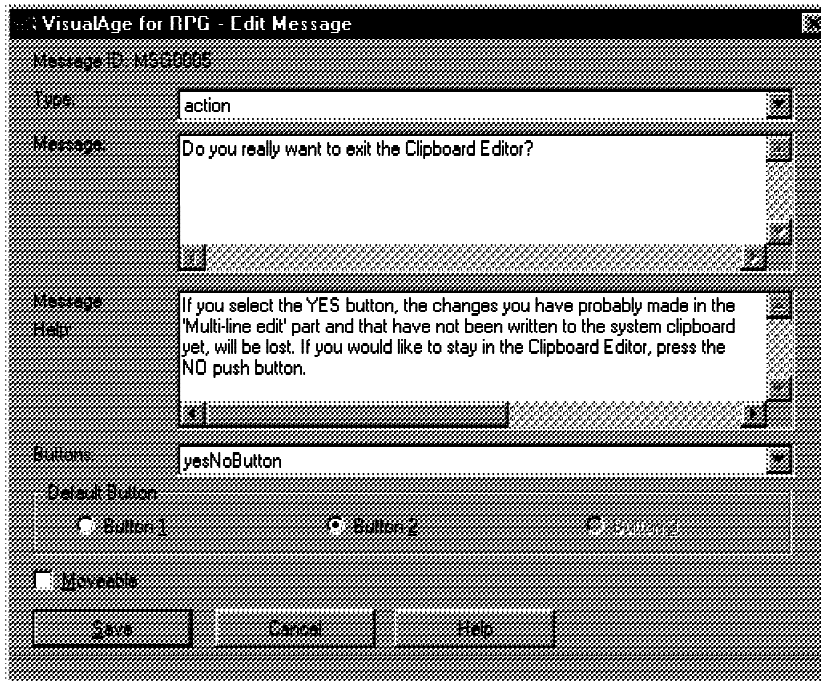 VisualAge for RPG - Edit Message
Message ID: MSG0005
Type:
action
Message:
Do you really want to exit the Clipboard Editor?
Message
Help:
If you select the YES button, the changes you have probably made in the
'Multi-line edit' part and that have not been written to the system clipboard
yet, will be lost. If you would like to stay in the Clipboard Editor, press the
NO push button.
Buttons:
yesNoButton
Default Button
Button 1
Button 2
Moveable
Save
Cancel
Help